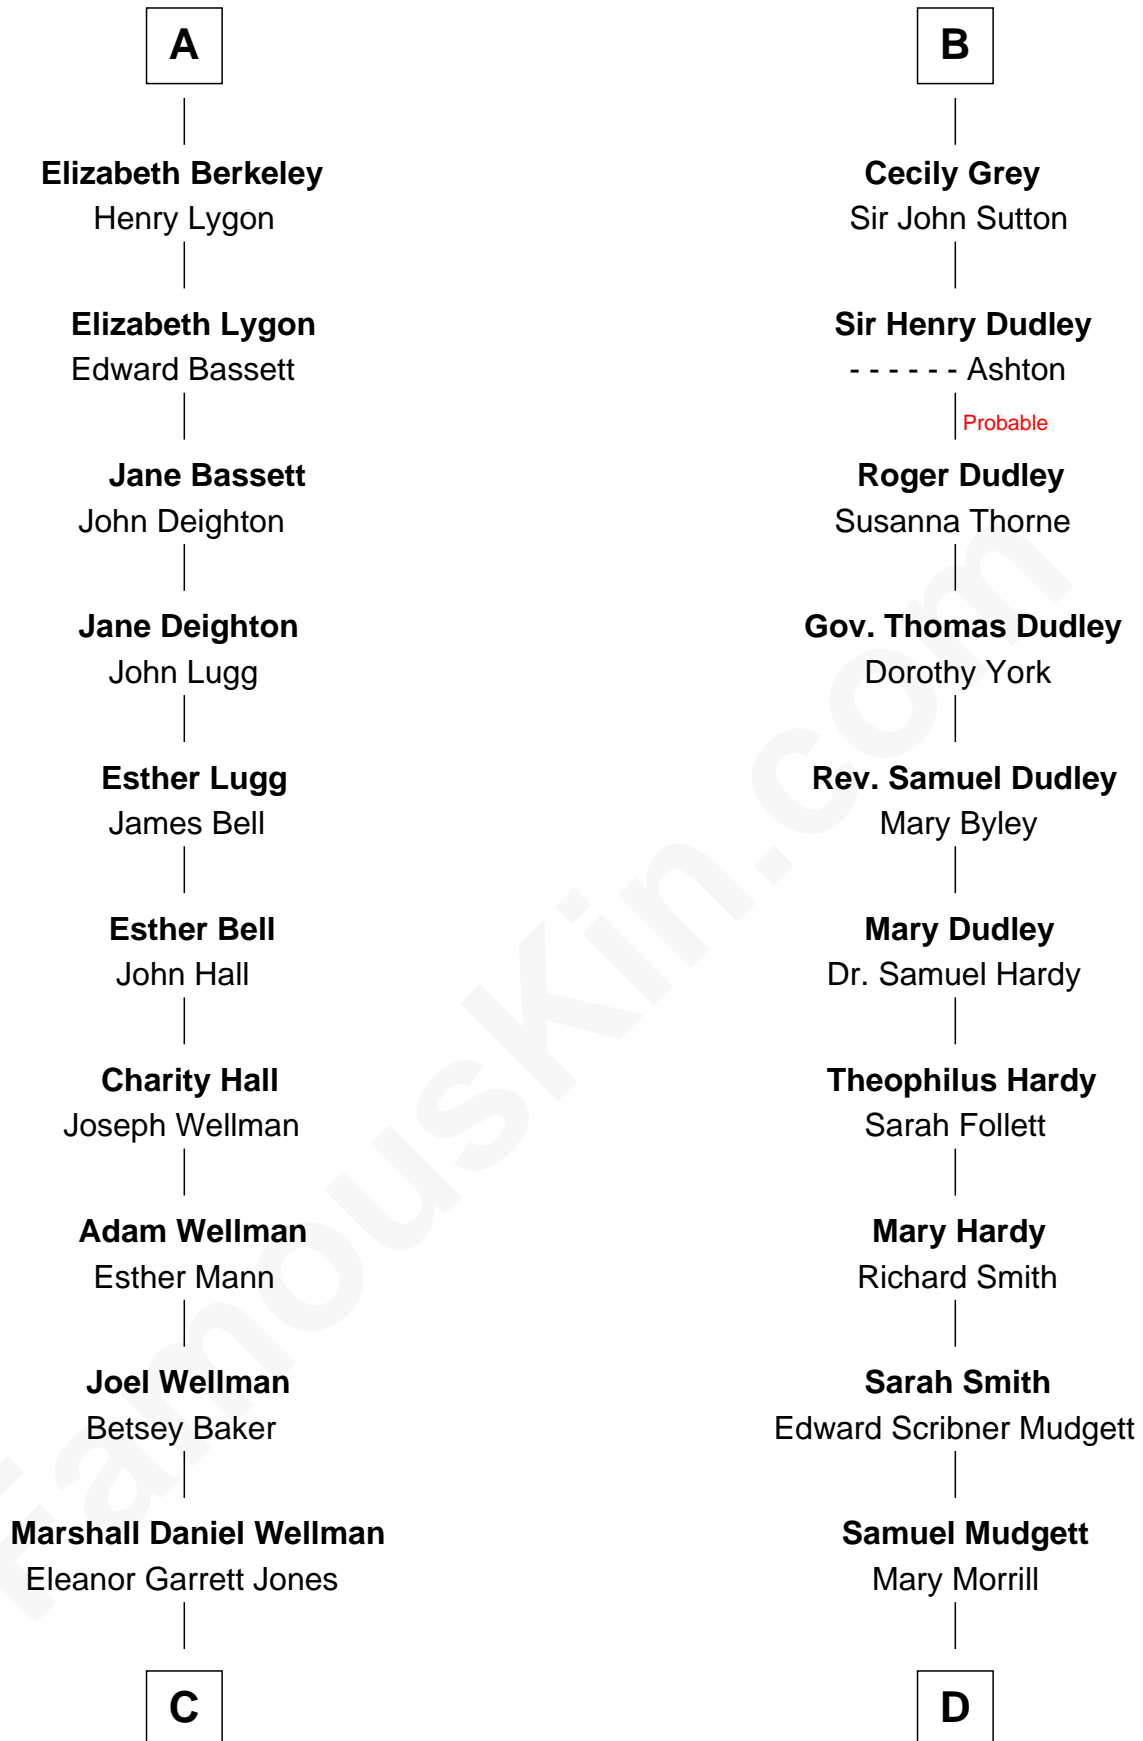 A
Elizabeth Berkeley
Henry Lygon
Elizabeth Lygon
Edward Bassett
Jane Bassett
John Deighton
Jane Deighton
John Lugg
Esther Lugg
James Bell
Esther Bell
John Hall
Charity Hall
Joseph Wellman
Adam Wellman
Esther Mann
Joel Wellman
Betsey Baker
Marshall Daniel Wellman
Eleanor Garrett Jones
C
B
Cecily Grey
Sir John Sutton
Sir Henry Dudley
- - - - - - Ashton
Probable
Roger Dudley
Susanna Thorne
Gov. Thomas Dudley
Dorothy York
Rev. Samuel Dudley
Mary Byley
Mary Dudley
Dr. Samuel Hardy
Theophilus Hardy
Sarah Follett
Mary Hardy
Richard Smith
Sarah Smith
Edward Scribner Mudgett
Samuel Mudgett
Mary Morrill
D
FamousKin.com